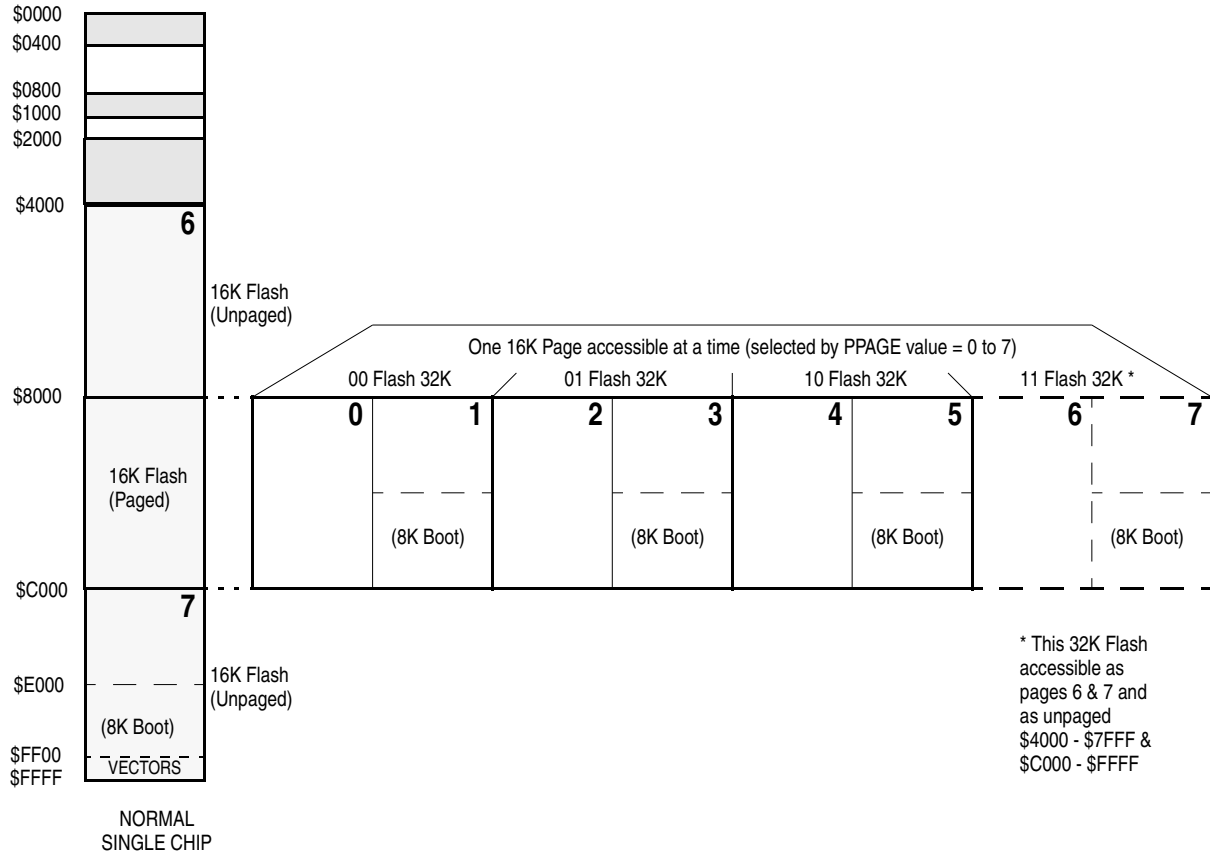 $0000
$0400
$0800
$1000
$2000
$4000
6
16K Flash
(Unpaged)
One 16K Page accessible at a time (selected by PPAGE value = 0 to 7)
00 Flash 32K
01 Flash 32K
10 Flash 32K
11 Flash 32K *
$8000
0
1
2
3
4
5
6
7
16K Flash
(Paged)
(8K Boot)
(8K Boot)
(8K Boot)
(8K Boot)
$C000
7
16K Flash
(Unpaged)
$E000
(8K Boot)
$FF00
VECTORS
$FFFF
* This 32K Flash
accessible as
pages 6 & 7 and
as unpaged
$4000 - $7FFF &
$C000 - $FFFF
NORMAL
SINGLE CHIP